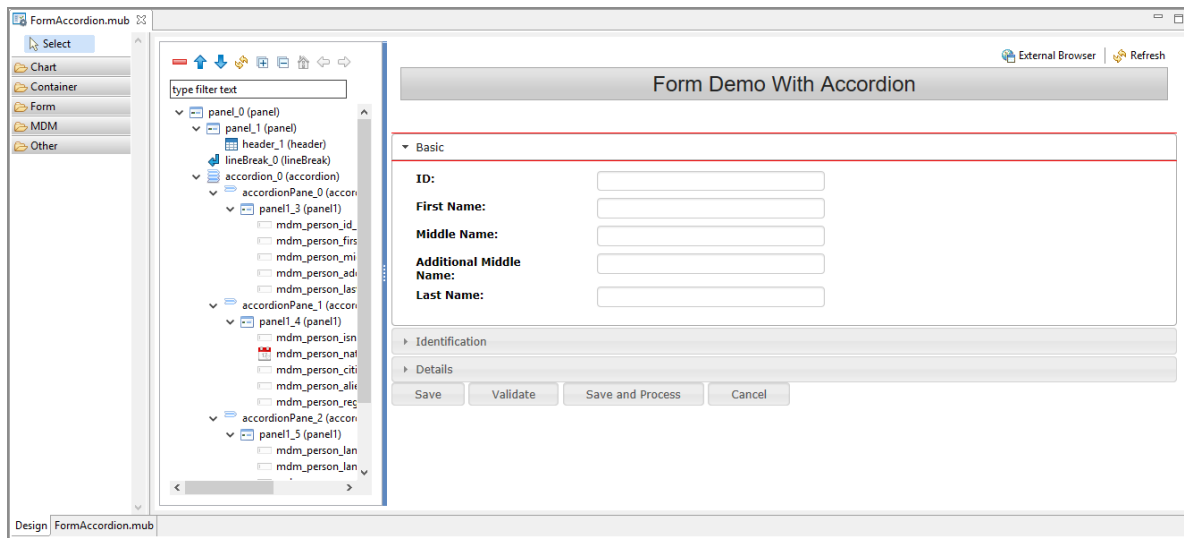 FormAccordion.mub
Select
Chart
Container
Form
MDM
Other
type filter text
panel_0 (panel)
panel_1 (panel)
header_1 (header)
lineBreak_0 (lineBreak)
accordion_0 (accordion)
accordionPane_0 (accor
panel1_3 (panel1)
mdm_person_id_
mdm_person_firs
mdm_person_mi
mdm_person_ad
mdm_person_las
accordionPane_1 (accor
panel1_4 (panel1)
mdm_person_isn
mdm_person_nat
mdm_person_citi
mdm_person_alie
mdm_person_reg
accordionPane_2 (accor
panel1_5 (panel1)
mdm_person_lan
mdm_person_lan
External Browser
Refresh
Form Demo With Accordion
Basic
ID:
First Name:
Middle Name:
Additional Middle
Name:
Last Name:
Identification
Details
Save Validate Save and Process Cancel
Design FormAccordion.mub